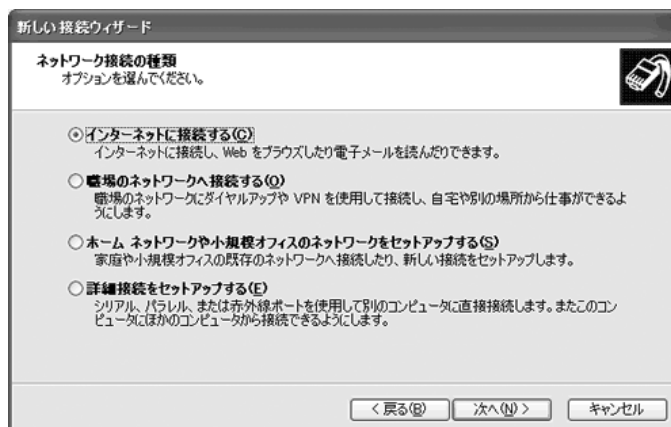 新しい接続ウィザード
ネットワーク接続の種類
オプションを選んでください。
インターネットに接続する(C)
インターネットに接続し、Web をブラウズしたり電子メールを読んだりできます。
職場のネットワークへ接続する(O)
職場のネットワークにダイヤルアップや VPN を使用して接続し、自宅や別の場所から仕事ができるよ
うにします。
ホーム ネットワークや小規模オフィスのネットワークをセットアップする(S)
家庭や小規模オフィスの既存のネットワークへ接続したり、新しい接続をセットアップします。
詳細接続をセットアップする(E)
シリアル、パラレル、または赤外線ポートを使用して別のコンピュータに直接接続します。またこのコン
ピュータにほかのコンピュータから接続できるようにします。
< 戻る(B)
次へ(N) >
キャンセル